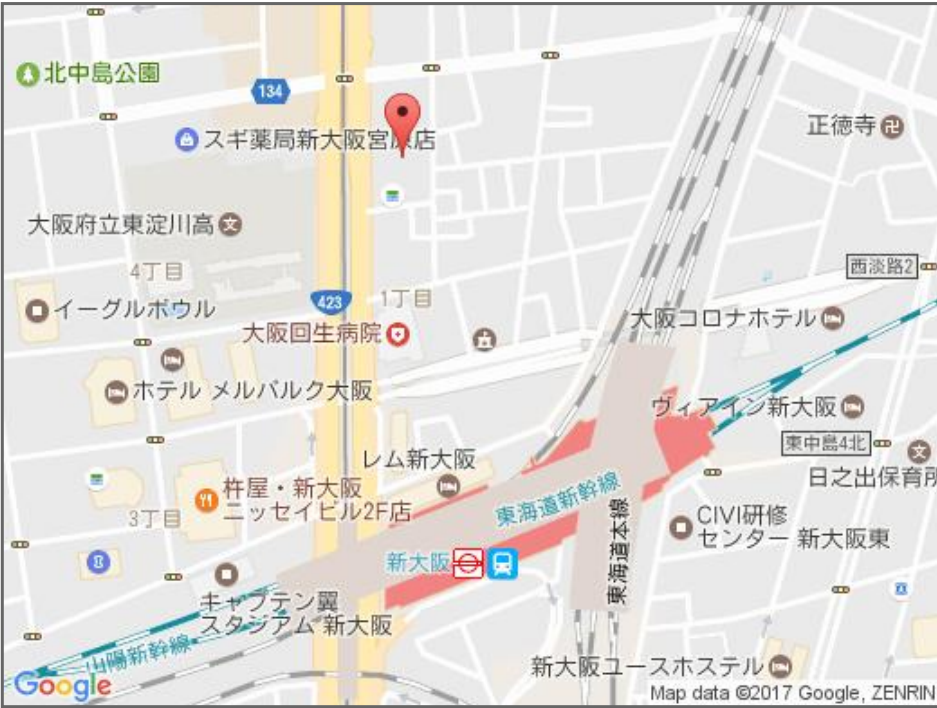 北中島公園
134
スギ薬局新大阪宮原店
正徳寺
大阪府立東淀川高
4丁目
西淡路2
イーグルボウル
423
1丁目
大阪コロナホテル
大阪回生病院
ホテル メルパルク大阪
ヴィアイン新大阪
東中島4北
レム新大阪
日之出保育所
杵屋・新大阪
ニッセイビル2F店
東海道新幹線
3丁目
CIVI研修
センター 新大阪東
東海道本線
新大阪
キャプテン翼
スタジアム 新大阪
山陽新幹線
新大阪ユースホステル
Google
Map data ©2017 Google, ZENRIN